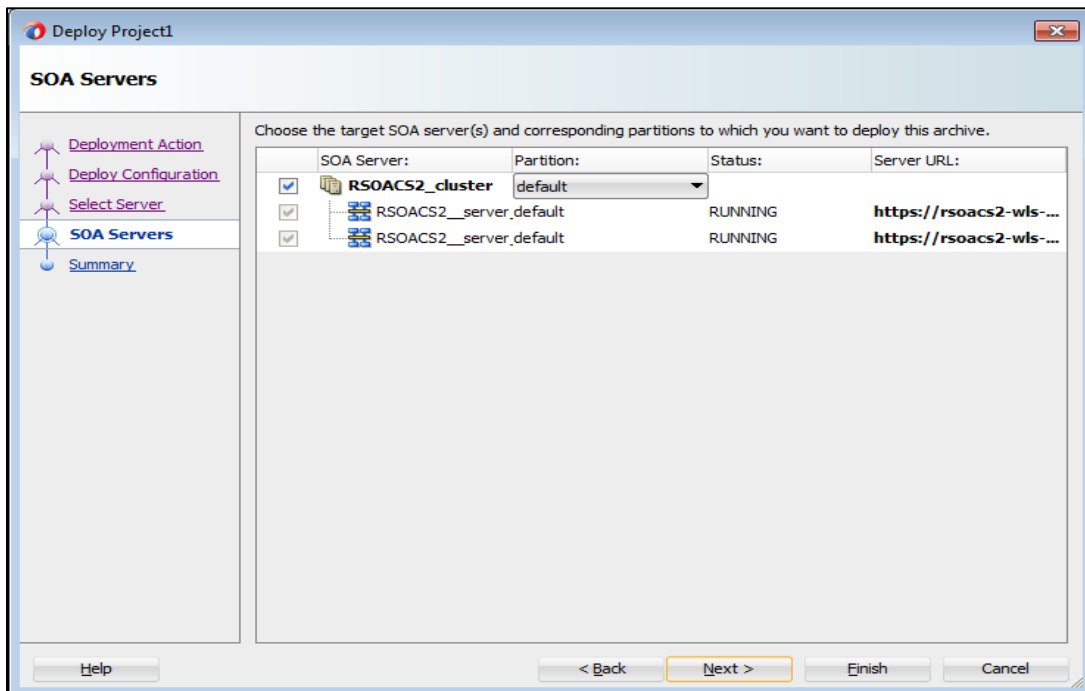 Deploy Project1
SOA Servers
Deployment Action
Deploy Configuration
Select Server
SOA Servers
Summary
Choose the target SOA server(s) and corresponding partitions to which you want to deploy this archive.
SOA Server: Partition: Status: Server URL:
RSOACS2_cluster default
RSOACS2__server_ default RUNNING https://rsoacs2-wls-...
RSOACS2__server_ default RUNNING https://rsoacs2-wls-...
Help < Back Next > Finish Cancel